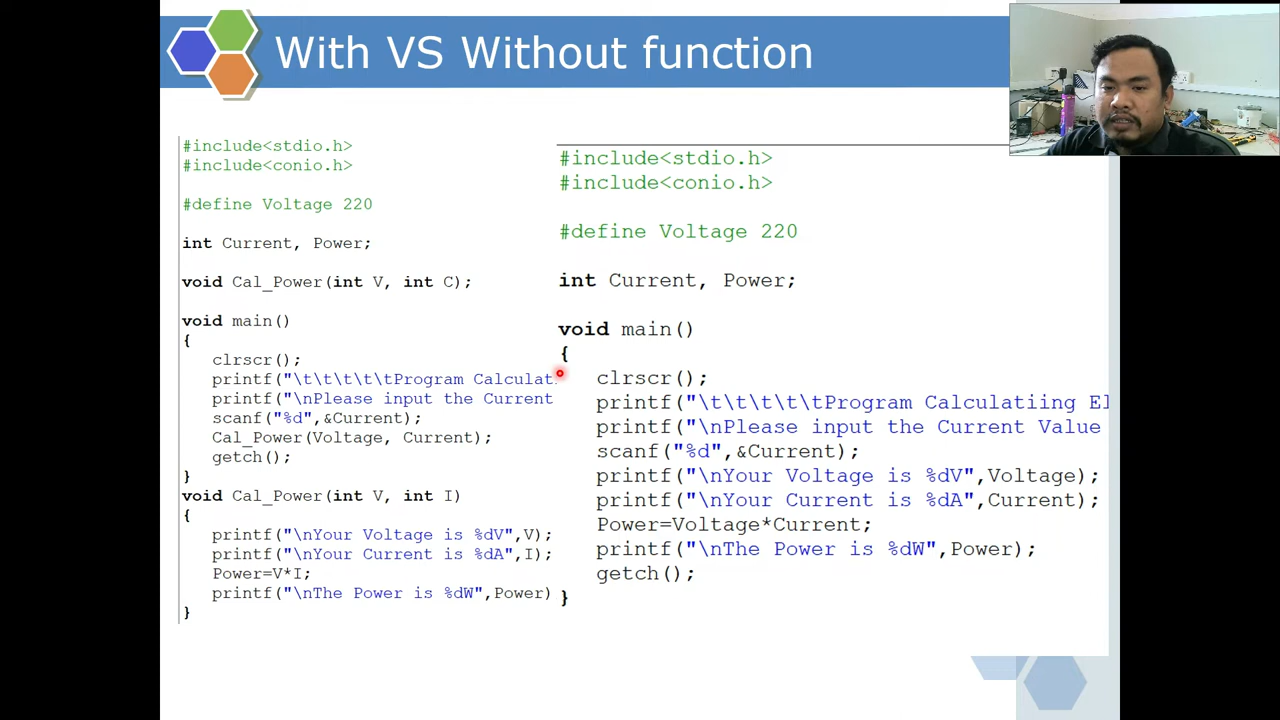 With VS Without function
#include<stdio.h>
#include<conio.h>
#define Voltage 220
int Current, Power;
void Cal_Power(int V, int C);
void main()
{
clrscr();
printf("\t\t\t\t\tProgram Calculat
printf("\nPlease input the Current
scanf("%d",&Current);
Cal_Power(Voltage, Current);
getch();
}
void Cal_Power(int V, int I)
{
printf("\nYour Voltage is %dV",V);
printf("\nYour Current is %dA",I);
Power=V*I;
printf("\nThe Power is %dW",Power)
}
#include<stdio.h>
#include<conio.h>
#define Voltage 220
int Current, Power;
void main()
{
clrscr();
printf("\t\t\t\t\tProgram Calculatiing El
printf("\nPlease input the Current Value
scanf("%d",&Current);
printf("\nYour Voltage is %dV",Voltage);
printf("\nYour Current is %dA",Current);
Power=Voltage*Current;
printf("\nThe Power is %dW",Power);
getch();
}